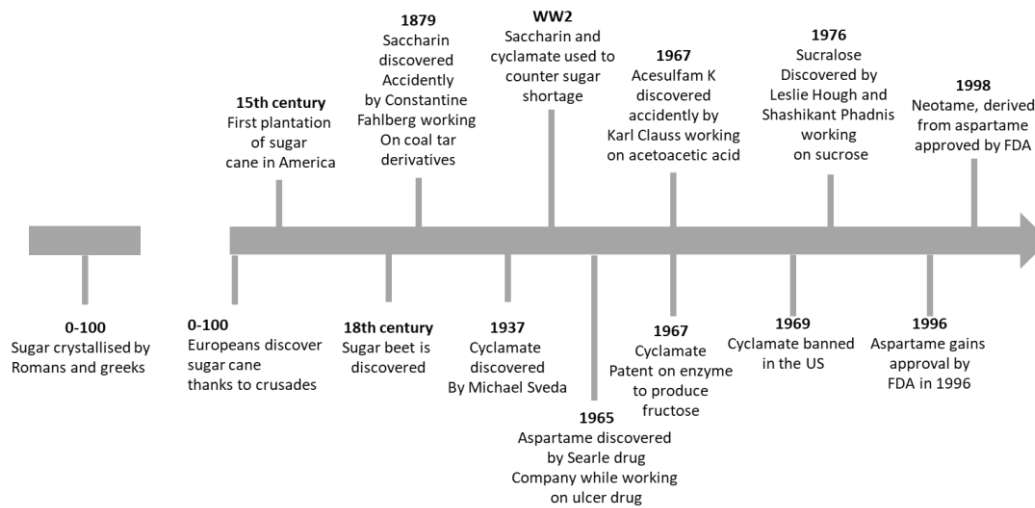 15th century
First plantation
of sugar
cane in America
1879
Saccharin
discovered
Accidently
by Constantine
Fahlberg working
On coal tar
derivatives
WW2
Saccharin and
cyclamate used to
counter sugar
shortage
1967
Acesulfam K
discovered
accidently by
Karl Clauss working
on acetoacetic acid
1976
Sucralose
Discovered by
Leslie Hough and
Shashikant Phadnis
working
on sucrose
1998
Neotame, derived
from aspartame
approved by FDA
0-100
Sugar crystallised by
Romans and greeks
0-100
Europeans discover
sugar cane
thanks to crusades
18th century
Sugar beet is
discovered
1937
Cyclamate
discovered
By Michael Sveda
1965
Aspartame discovered
by Searle drug
Company while working
on ulcer drug
1967
Cyclamate
Patent on enzyme
to produce
fructose
1969
Cyclamate banned
in the US
1996
Aspartame gains
approval by
FDA in 1996